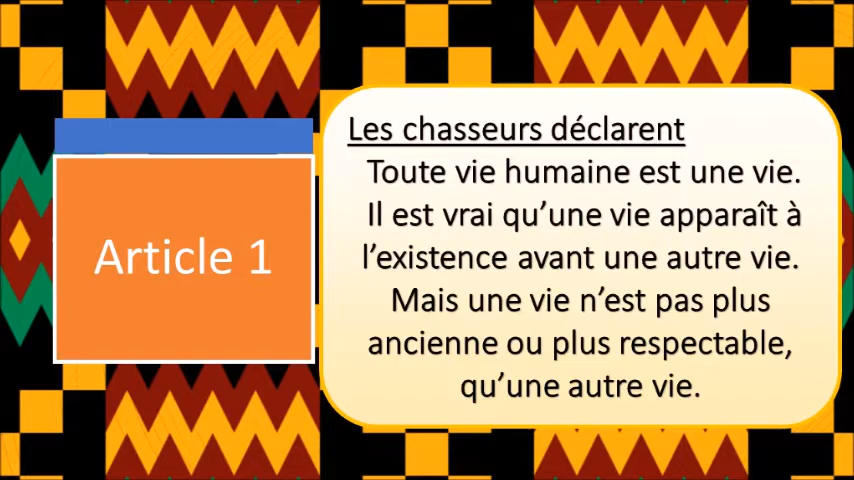 Article 1
Les chasseurs déclarent
Toute vie humaine est une vie.
Il est vrai qu’une vie apparaît à
l’existence avant une autre vie.
Mais une vie n’est pas plus
ancienne ou plus respectable,
qu’une autre vie.